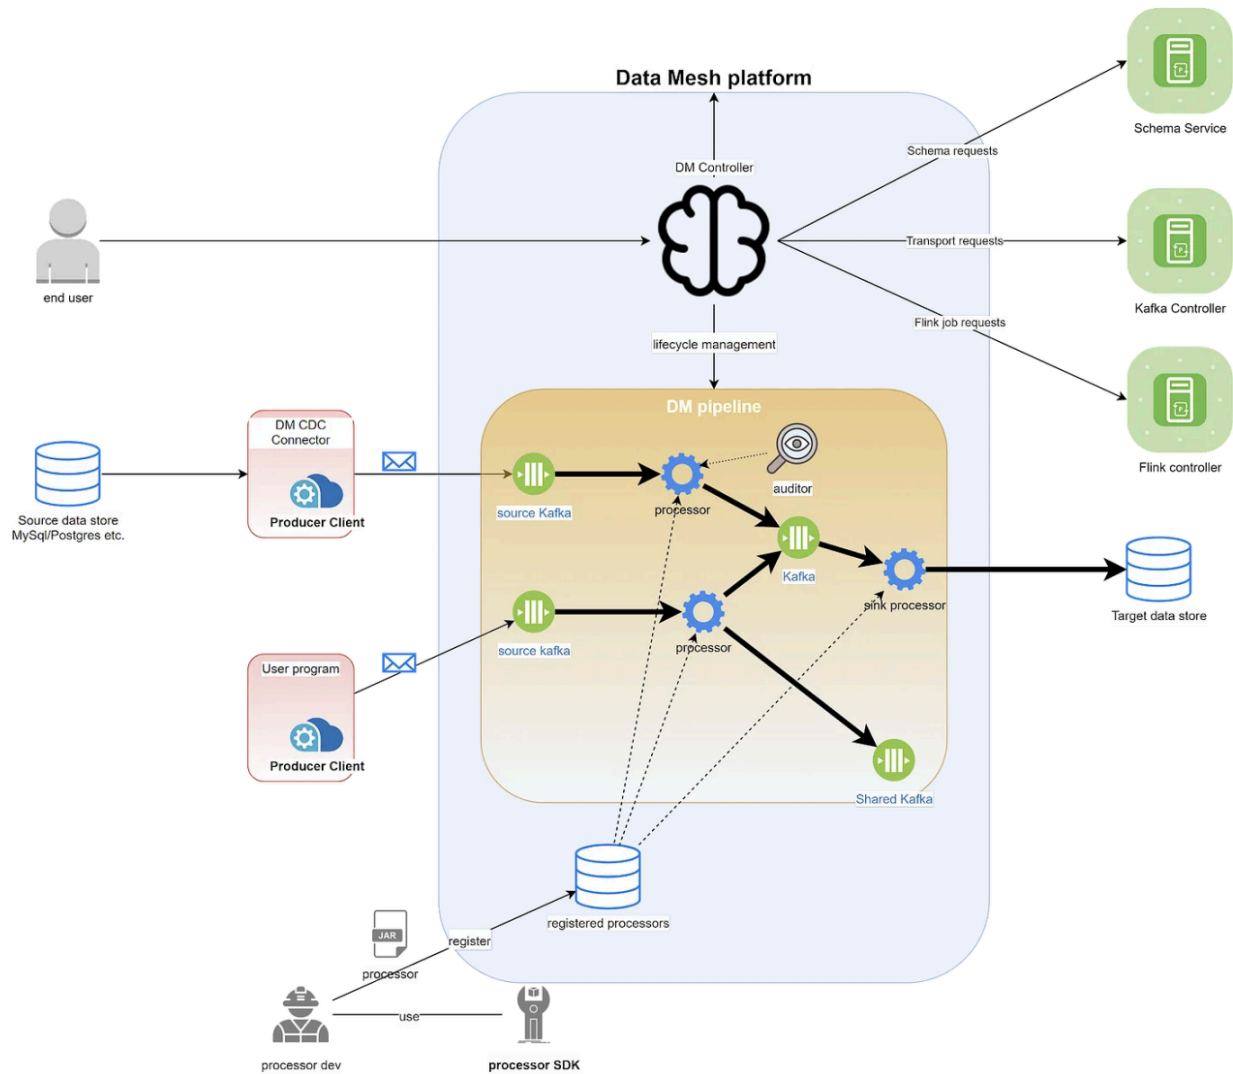 Data Mesh platform
Schema Service
DM Controller
Schema requests
Transport requests
end user
Kafka Controller
Flink job requests
lifecycle management
DM pipeline
DM CDC
Connector
Producer Client
Flink controller
auditor
source Kafka
processor
Source data store
MySql/Postgres etc.
Kafka
sink processor
Target data store
source kafka
processor
User program
Producer Client
Shared Kafka
registered processors
JAR
register
processor
use
processor dev
processor SDK